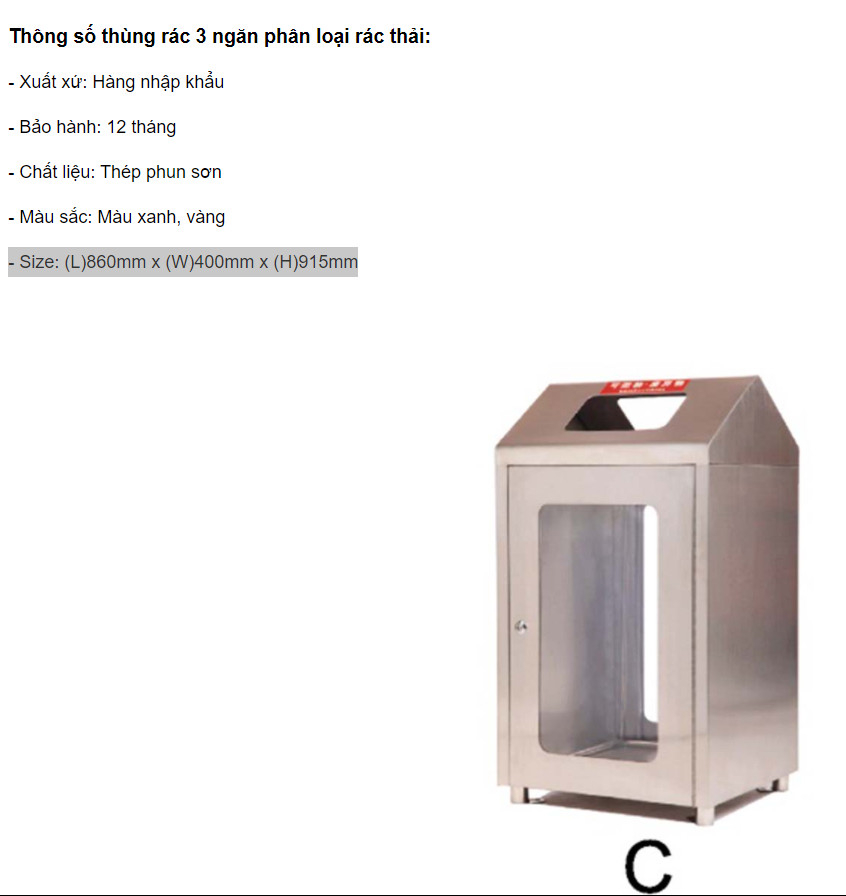 Thông số thùng rác 3 ngăn phân loại rác thải:
- Xuất xứ: Hàng nhập khẩu
- Bảo hành: 12 tháng
- Chất liệu: Thép phun sơn
- Màu sắc: Màu xanh, vàng
- Size: (L)860mm x (W)400mm x (H)915mm
C